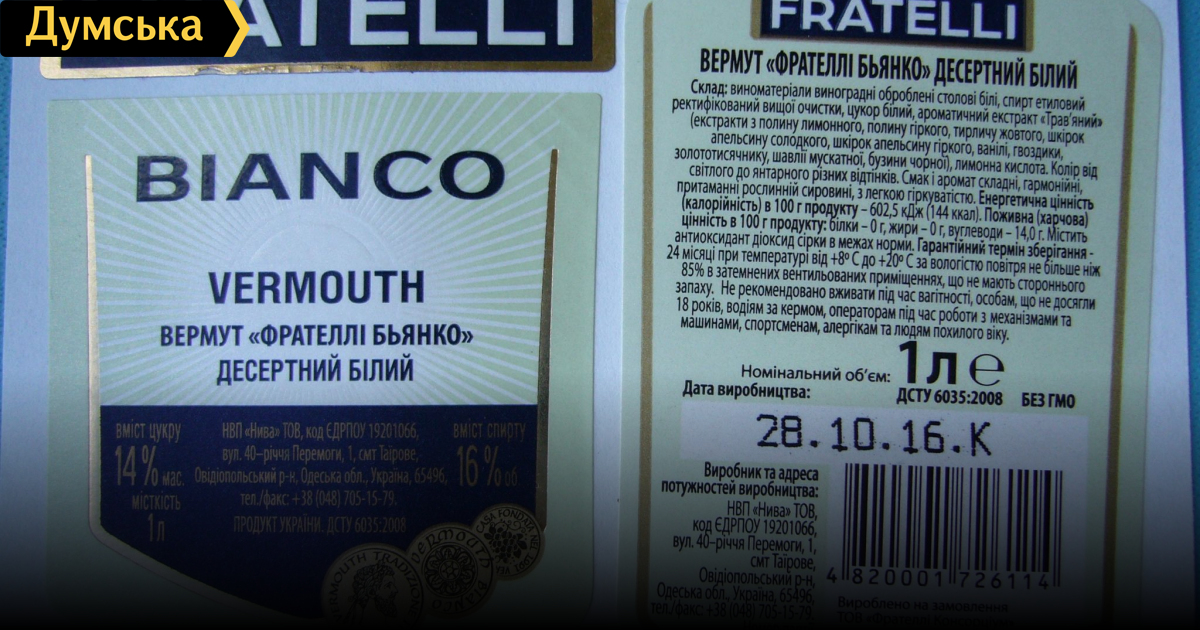 Думська
FRATELLI
BIANCO
VERMOUTH
ВЕРМУТ «ФРАТЕЛЛІ БЬЯНКО»
ДЕСЕРТНИЙ БІЛИЙ
вміст цукру
14% мас.
місткість
1л
НВП «Нива» ТОВ, код ЄДРПОУ 19201066,
вул. 40–річчя Перемоги, 1, смт Таїрове,
Овідіопольський р-н, Одеська обл., Україна, 65496,
тел./факс: +38 (048) 705-15-79.
ПРОДУКТ УКРАЇНИ. ДСТУ 6035:2008
вміст спирту
16% об.
FRATELLI
ВЕРМУТ «ФРАТЕЛЛІ БЬЯНКО» ДЕСЕРТНИЙ БІЛИЙ
Склад: виноматеріали виноградні оброблені столові білі, спирт етиловий
ректифікований вищої очистки, цукор білий, ароматичний екстракт «Трав'яний»
(екстракти з полину лимонного, полину гіркого, тирличу жовтого, шкірок
апельсину солодкого, шкірок апельсину гіркого, ванілі, гвоздики,
золототисячнику, шавлії мускатної, бузини чорної), лимонна кислота. Колір від
світлого до янтарного різних відтінків. Смак і аромат складні, гармонійні,
притаманні рослинній сировині, з легкою гіркуватістю. Енергетична цінність
(калорійність) в 100 г продукту – 602,5 кДж (144 ккал). Поживна (харчова)
цінність в 100 г продукту: білки – 0 г, жири – 0 г, вуглеводи – 14,0 г. Містить
антиоксидант діоксид сірки в межах норми. Гарантійний термін зберігання -
24 місяці при температурі від +8º С до +20º С за вологістю повітря не більше ніж
85% в затемнених вентильованих приміщеннях, що не мають стороннього
запаху. Не рекомендовано вживати під час вагітності, особам, що не досягли
18 років, водіям за кермом, операторам під час роботи з механізмами та
машинами, спортсменам, алергікам та людям похилого віку.
Номінальний об'єм: 1л e
Дата виробництва: ДСТУ 6035:2008 БЕЗ ГМО
28.10.16.К
Виробник та адреса
потужностей виробництва:
НВП «Нива» ТОВ,
код ЄДРПОУ 19201066,
вул. 40–річчя Перемоги, 1,
смт Таїрове,
Овідіопольський р-н,
Одеська обл., Україна, 65496,
тел./факс: +38 (048) 705-15-79.
4 820001 726114
Вироблено на замовлення